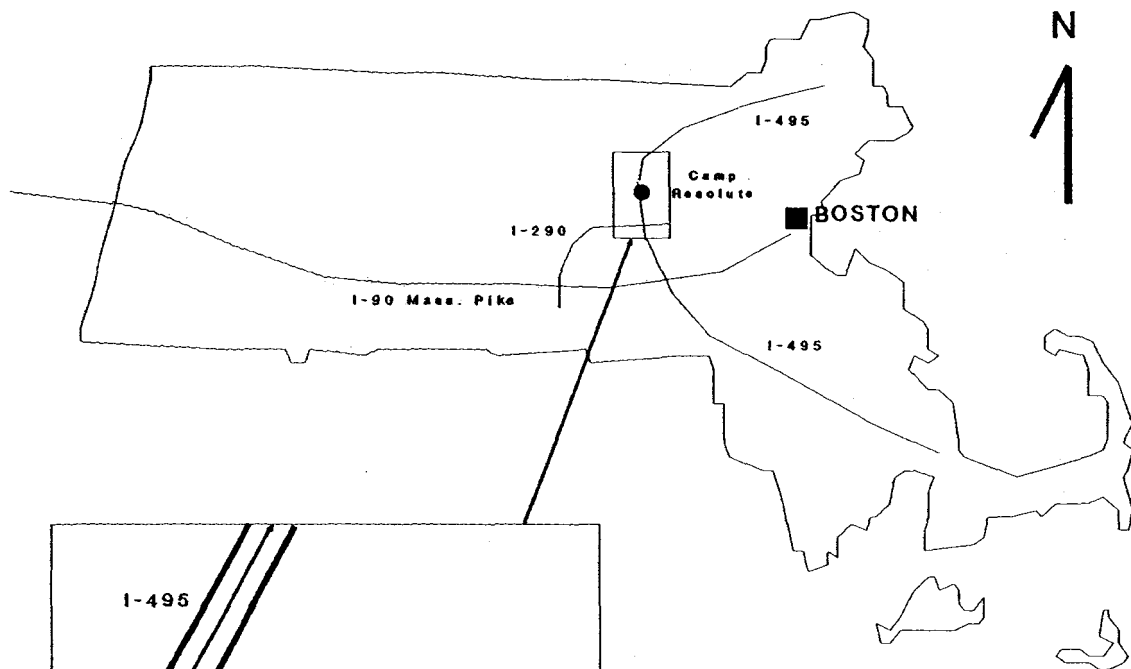 N
I-495
Camp
Resolute
BOSTON
I-290
I-90 Mass. Pike
I-495
I-495